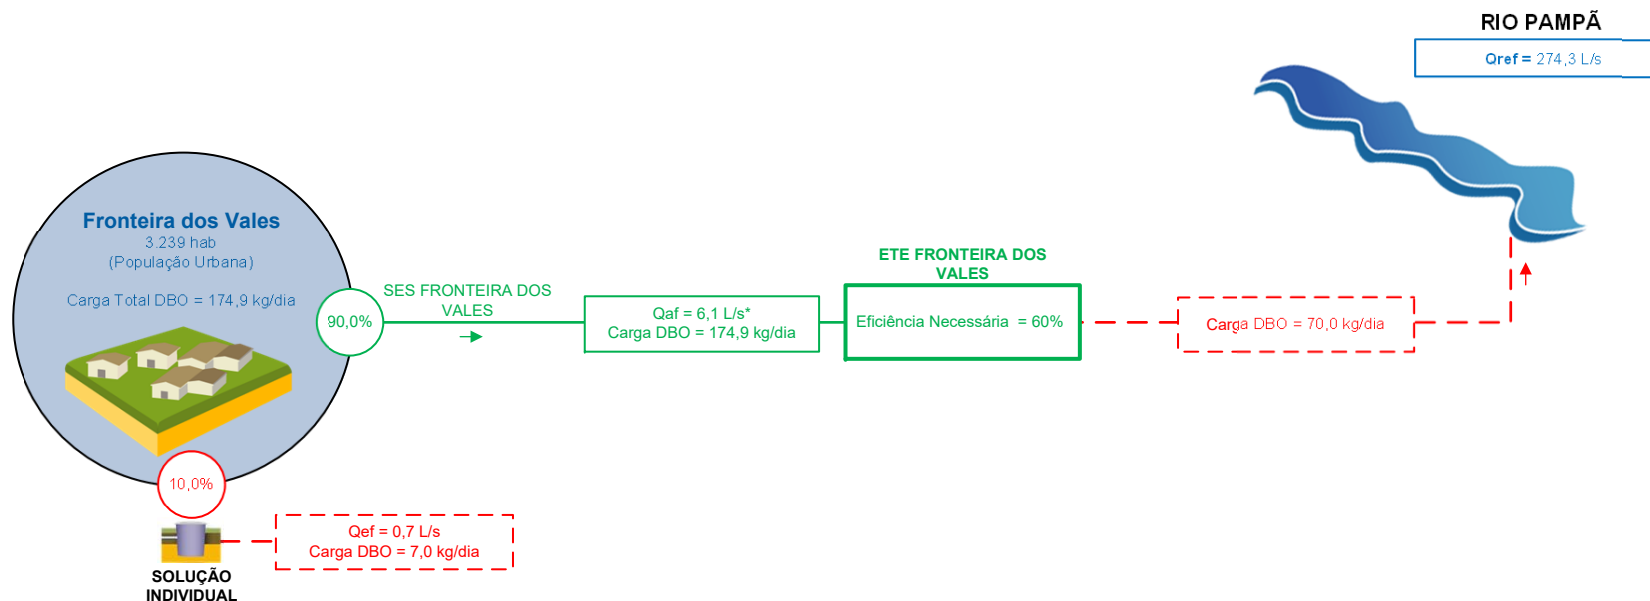 RIO PAMPÃ
Qref = 274,3 L/s
Fronteira dos Vales
3.239 hab
(População Urbana)
Carga Total DBO = 174,9 kg/dia
90,0%
SES FRONTEIRA DOS
VALES
Qaf = 6,1 L/s*
Carga DBO = 174,9 kg/dia
ETE FRONTEIRA DOS
VALES
Eficiência Necessária = 60%
Carga DBO = 70,0 kg/dia
10,0%
Qef = 0,7 L/s
Carga DBO = 7,0 kg/dia
SOLUÇÃO
INDIVIDUAL